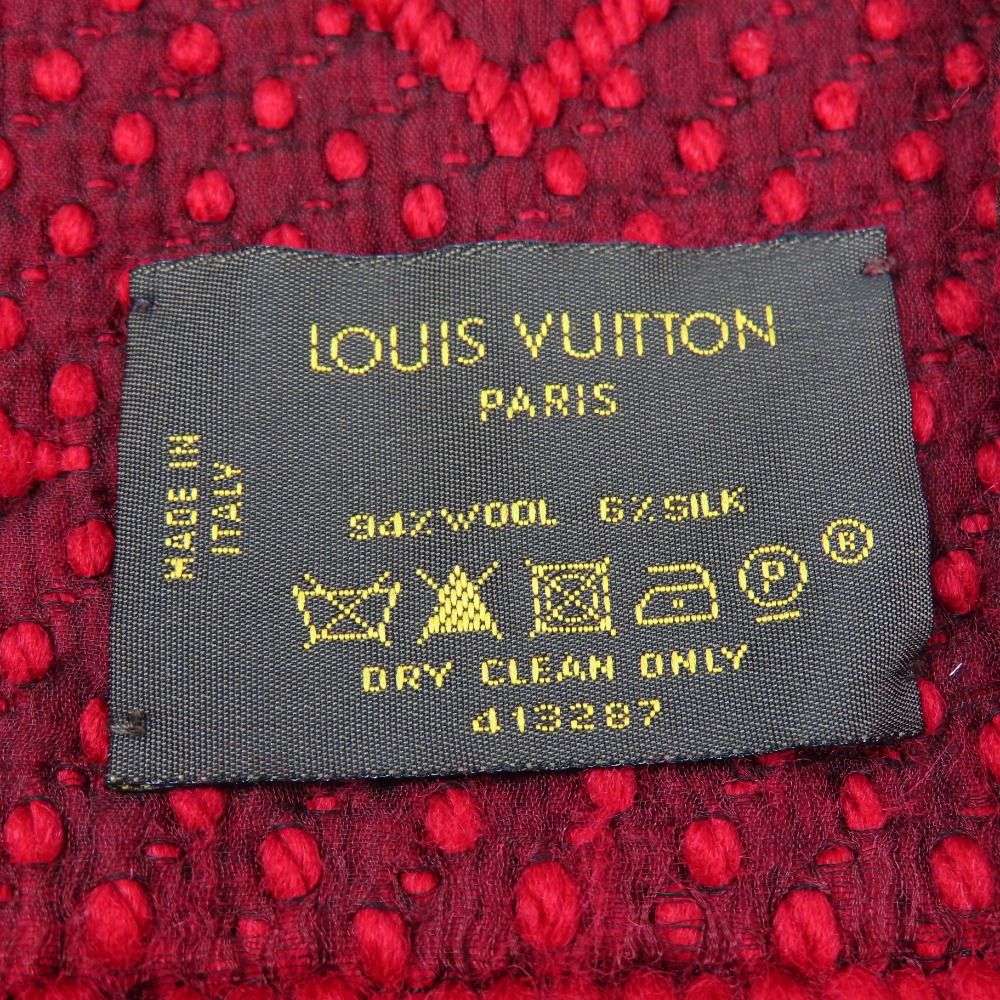 LOUIS VUITTON
PARIS
MADE IN
ITALY
94%WOOL 6%SILK
P ®
DRY CLEAN ONLY
413287